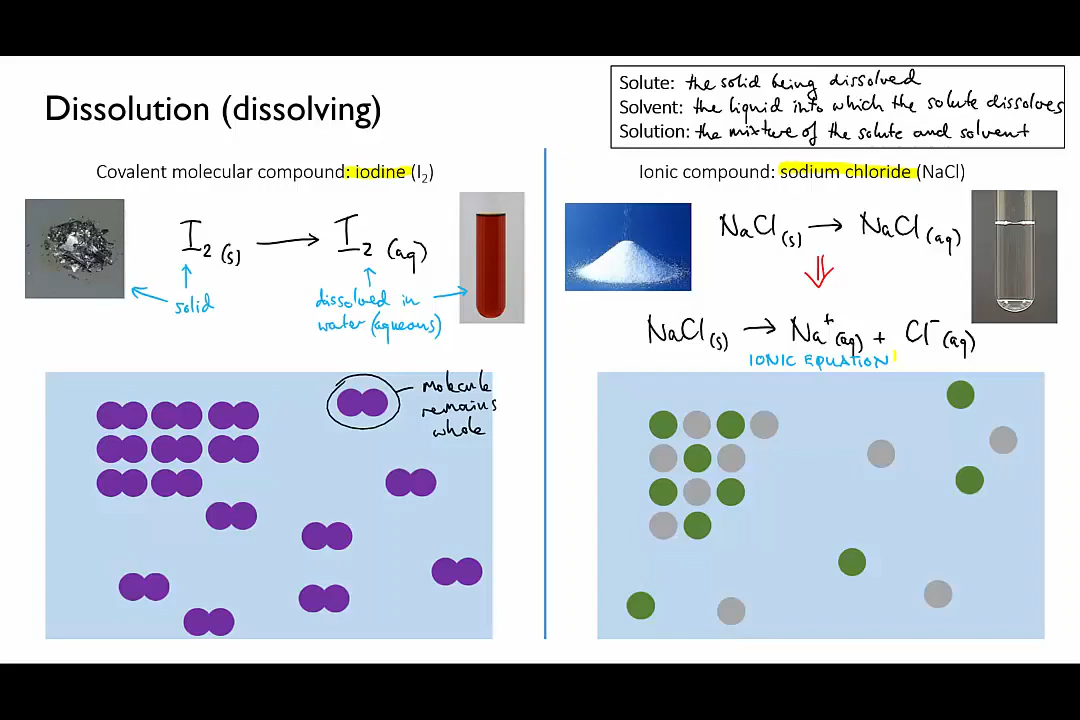 Dissolution (dissolving)
Solute: the solid being dissolved
Solvent: the liquid into which the solute dissolves
Solution: the mixture of the solute and solvent
Covalent molecular compound: iodine (I₂)
I₂ (s) → I₂ (aq)
solid
dissolved in
water (aqueous)
molecule
remains
whole
Ionic compound: sodium chloride (NaCl)
NaCl (s) → NaCl (aq)
⇓
NaCl (s) → Na⁺ (aq) + Cl⁻ (aq)
IONIC EQUATION